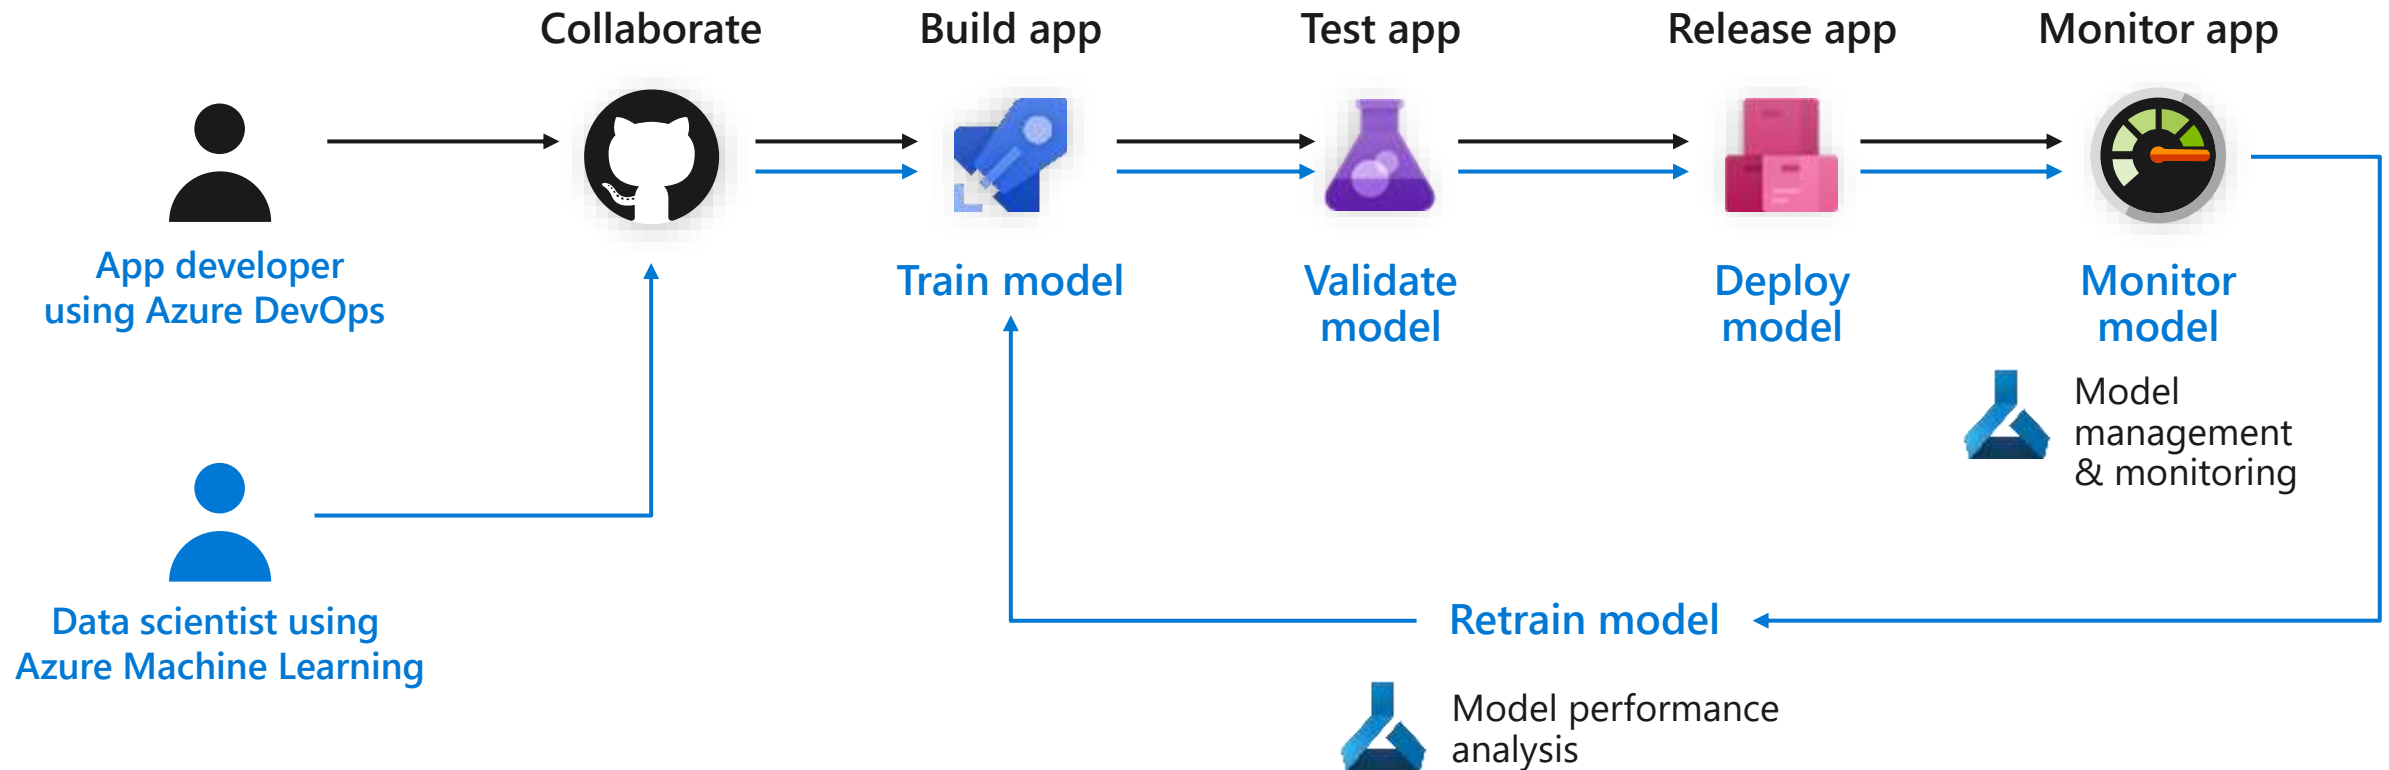 Collaborate
Build app
Test app
Release app
Monitor app
App developer
using Azure DevOps
Train model
Validate
model
Deploy
model
Monitor
model
Model
management
& monitoring
Data scientist using
Azure Machine Learning
Retrain model
Model performance
analysis